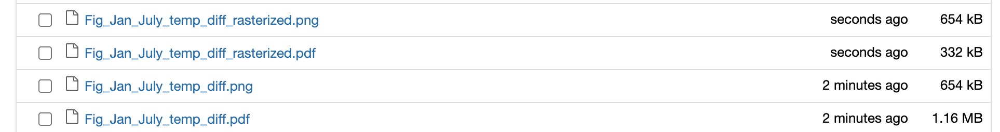 Fig_Jan_July_temp_diff_rasterized.png seconds ago 654 kB
Fig_Jan_July_temp_diff_rasterized.pdf seconds ago 332 kB
Fig_Jan_July_temp_diff.png 2 minutes ago 654 kB
Fig_Jan_July_temp_diff.pdf 2 minutes ago 1.16 MB